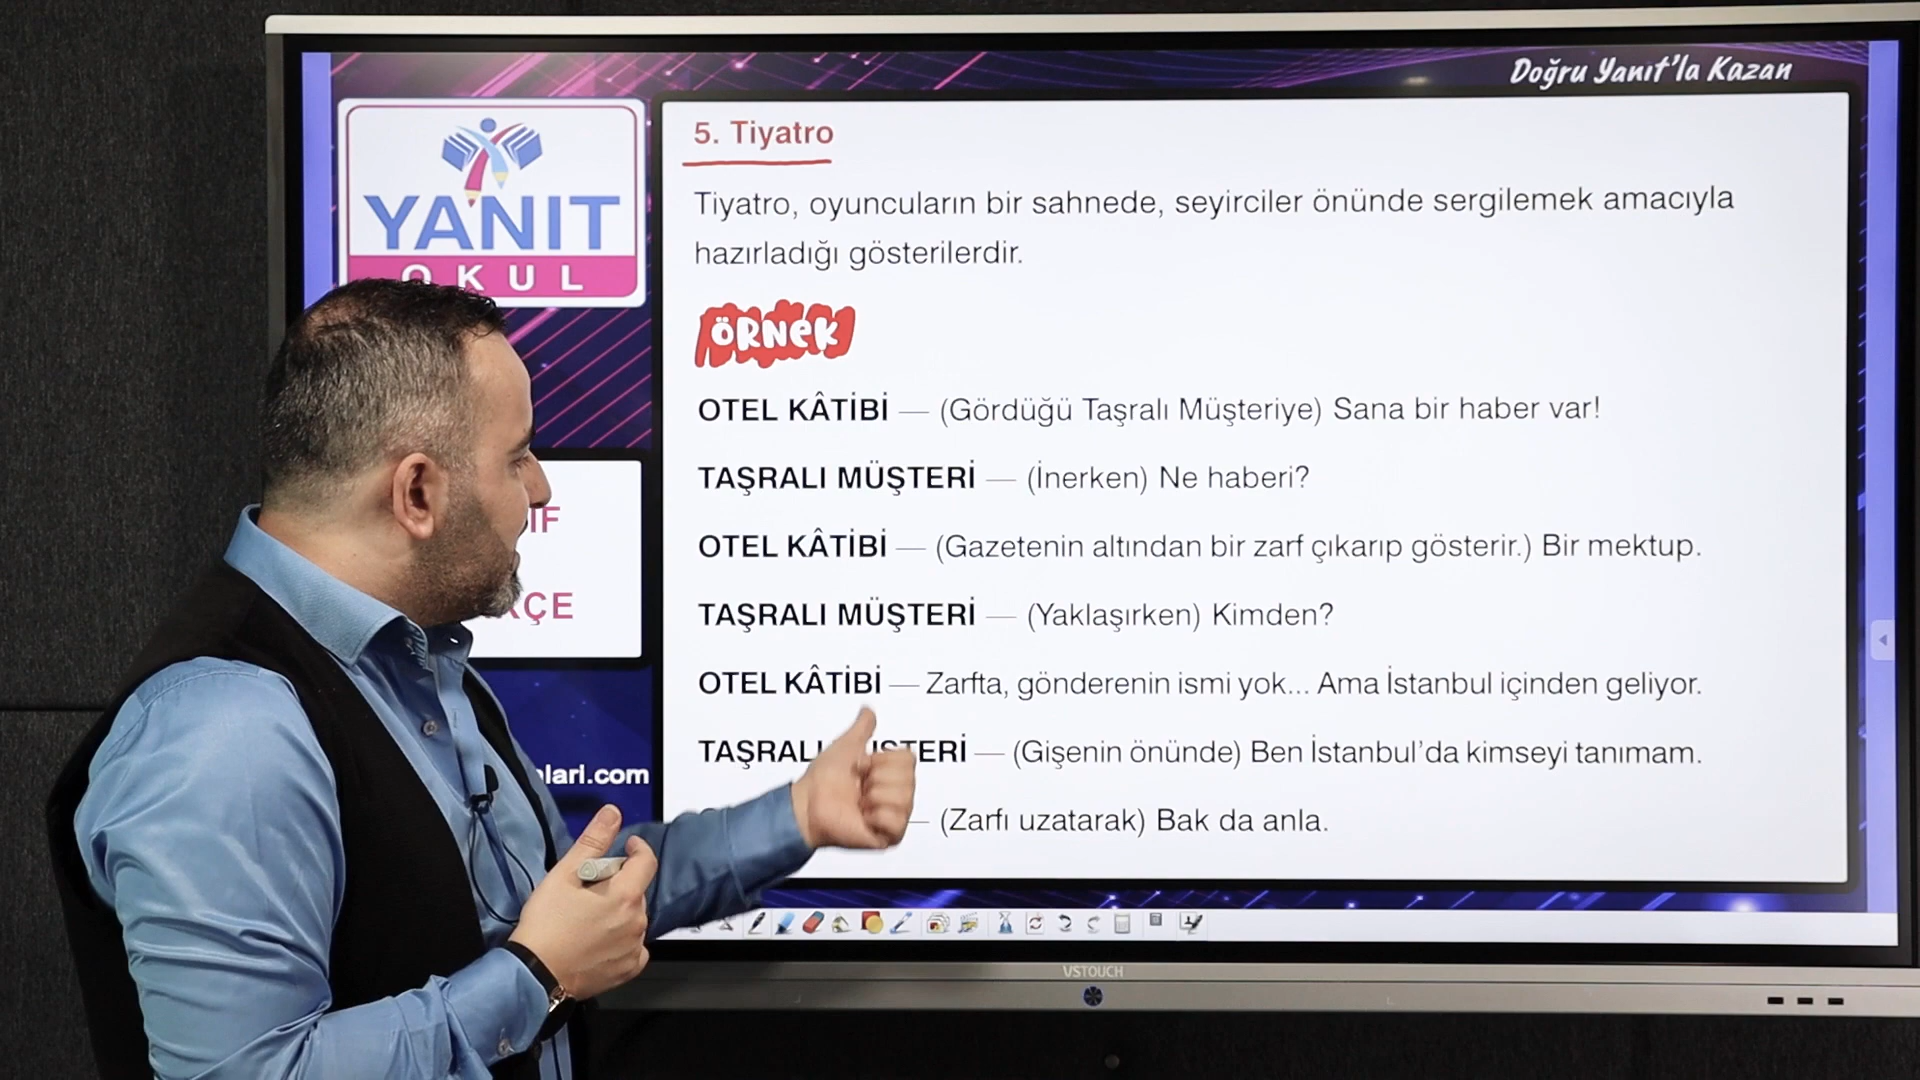 Doğru Yanıt'la Kazan
YANIT
OKUL
5. Tiyatro
Tiyatro, oyuncuların bir sahnede, seyirciler önünde sergilemek amacıyla
hazırladığı gösterilerdir.
ÖRNeK
OTEL KÂTİBİ — (Gördüğü Taşralı Müşteriye) Sana bir haber var!
TAŞRALI MÜŞTERİ — (İnerken) Ne haberi?
OTEL KÂTİBİ — (Gazetenin altından bir zarf çıkarıp gösterir.) Bir mektup.
TAŞRALI MÜŞTERİ — (Yaklaşırken) Kimden?
OTEL KÂTİBİ — Zarfta, gönderenin ismi yok... Ama İstanbul içinden geliyor.
TAŞRALI MÜŞTERİ — (Gişenin önünde) Ben İstanbul'da kimseyi tanımam.
— (Zarfı uzatarak) Bak da anla.
VSTOUCH